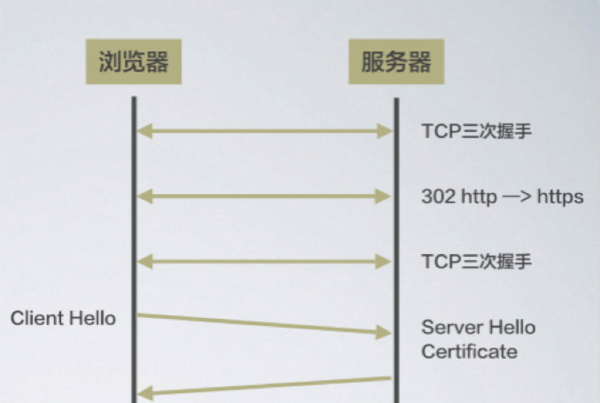 浏览器
服务器
TCP三次握手
302 http —> https
TCP三次握手
Client Hello
Server Hello
Certificate